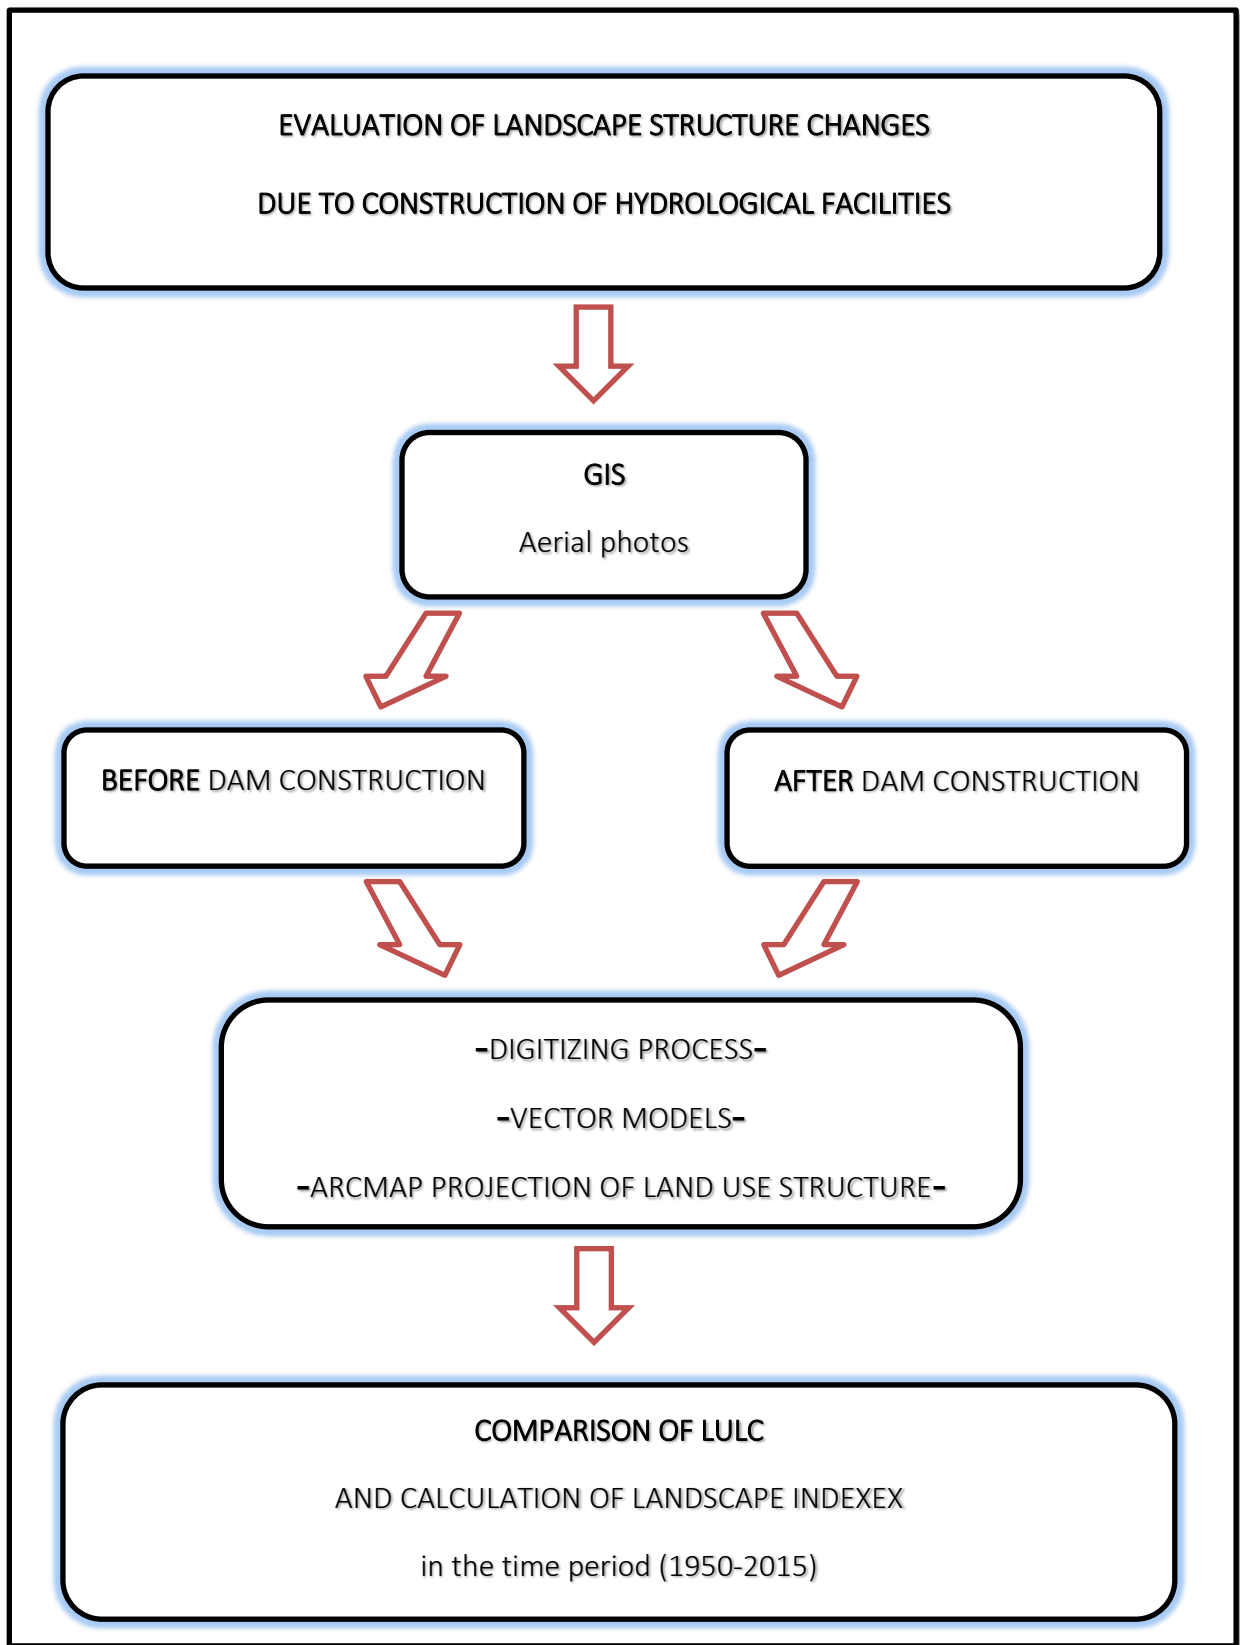 EVALUATION OF LANDSCAPE STRUCTURE CHANGES
DUE TO CONSTRUCTION OF HYDROLOGICAL FACILITIES
GIS
Aerial photos
BEFORE DAM CONSTRUCTION
AFTER DAM CONSTRUCTION
-DIGITIZING PROCESS-
-VECTOR MODELS-
-ARCMAP PROJECTION OF LAND USE STRUCTURE-
COMPARISON OF LULC
AND CALCULATION OF LANDSCAPE INDEXEX
in the time period (1950-2015)